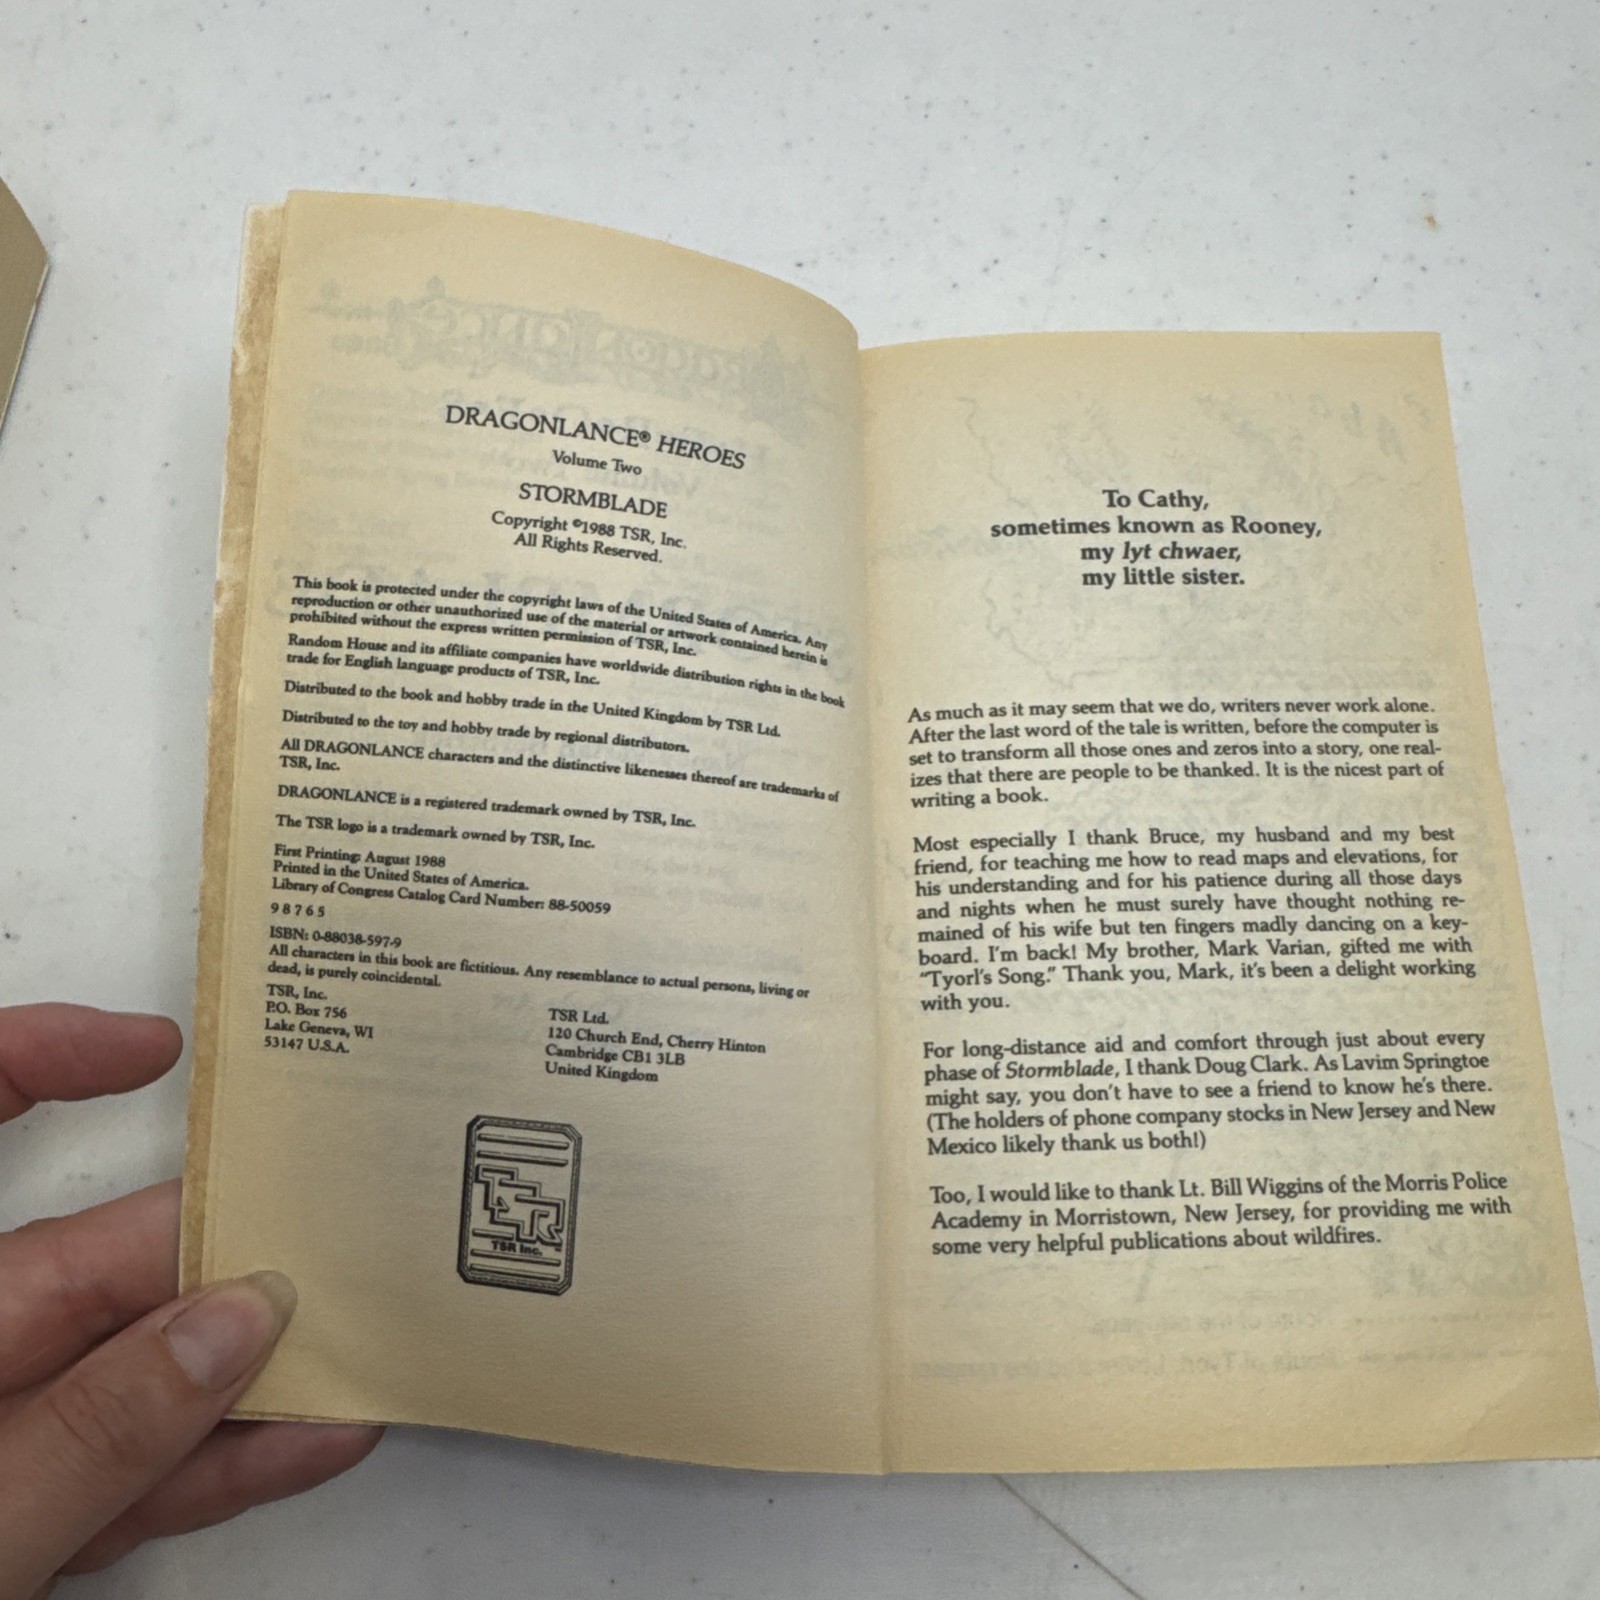 DRAGONLANCE® HEROES
Volume Two
STORMBLADE
Copyright ©1988 TSR, Inc.
All Rights Reserved.
This book is protected under the copyright laws of the United States of America. Any
reproduction or other unauthorized use of the material or artwork contained herein is
prohibited without the express written permission of TSR, Inc.
Random House and its affiliate companies have worldwide distribution rights in the book
trade for English language products of TSR, Inc.
Distributed to the book and hobby trade in the United Kingdom by TSR Ltd.
Distributed to the toy and hobby trade by regional distributors.
All DRAGONLANCE characters and the distinctive likenesses thereof are trademarks of
TSR, Inc.
DRAGONLANCE is a registered trademark owned by TSR, Inc.
The TSR logo is a trademark owned by TSR, Inc.
First Printing: August 1988
Printed in the United States of America.
Library of Congress Catalog Card Number: 88-50059
9 8 7 6 5
ISBN: 0-88038-597-9
All characters in this book are fictitious. Any resemblance to actual persons, living or
dead, is purely coincidental.
TSR, Inc.
P.O. Box 756
Lake Geneva, WI
53147 U.S.A.
TSR Ltd.
120 Church End, Cherry Hinton
Cambridge CB1 3LB
United Kingdom
TSR
TSR Inc.
To Cathy,
sometimes known as Rooney,
my lyt chwaer,
my little sister.
As much as it may seem that we do, writers never work alone.
After the last word of the tale is written, before the computer is
set to transform all those ones and zeros into a story, one real-
izes that there are people to be thanked. It is the nicest part of
writing a book.
Most especially I thank Bruce, my husband and my best
friend, for teaching me how to read maps and elevations, for
his understanding and for his patience during all those days
and nights when he must surely have thought nothing re-
mained of his wife but ten fingers madly dancing on a key-
board. I'm back! My brother, Mark Varian, gifted me with
"Tyorl's Song." Thank you, Mark, it's been a delight working
with you.
For long-distance aid and comfort through just about every
phase of Stormblade, I thank Doug Clark. As Lavim Springtoe
might say, you don't have to see a friend to know he's there.
(The holders of phone company stocks in New Jersey and New
Mexico likely thank us both!)
Too, I would like to thank Lt. Bill Wiggins of the Morris Police
Academy in Morristown, New Jersey, for providing me with
some very helpful publications about wildfires.